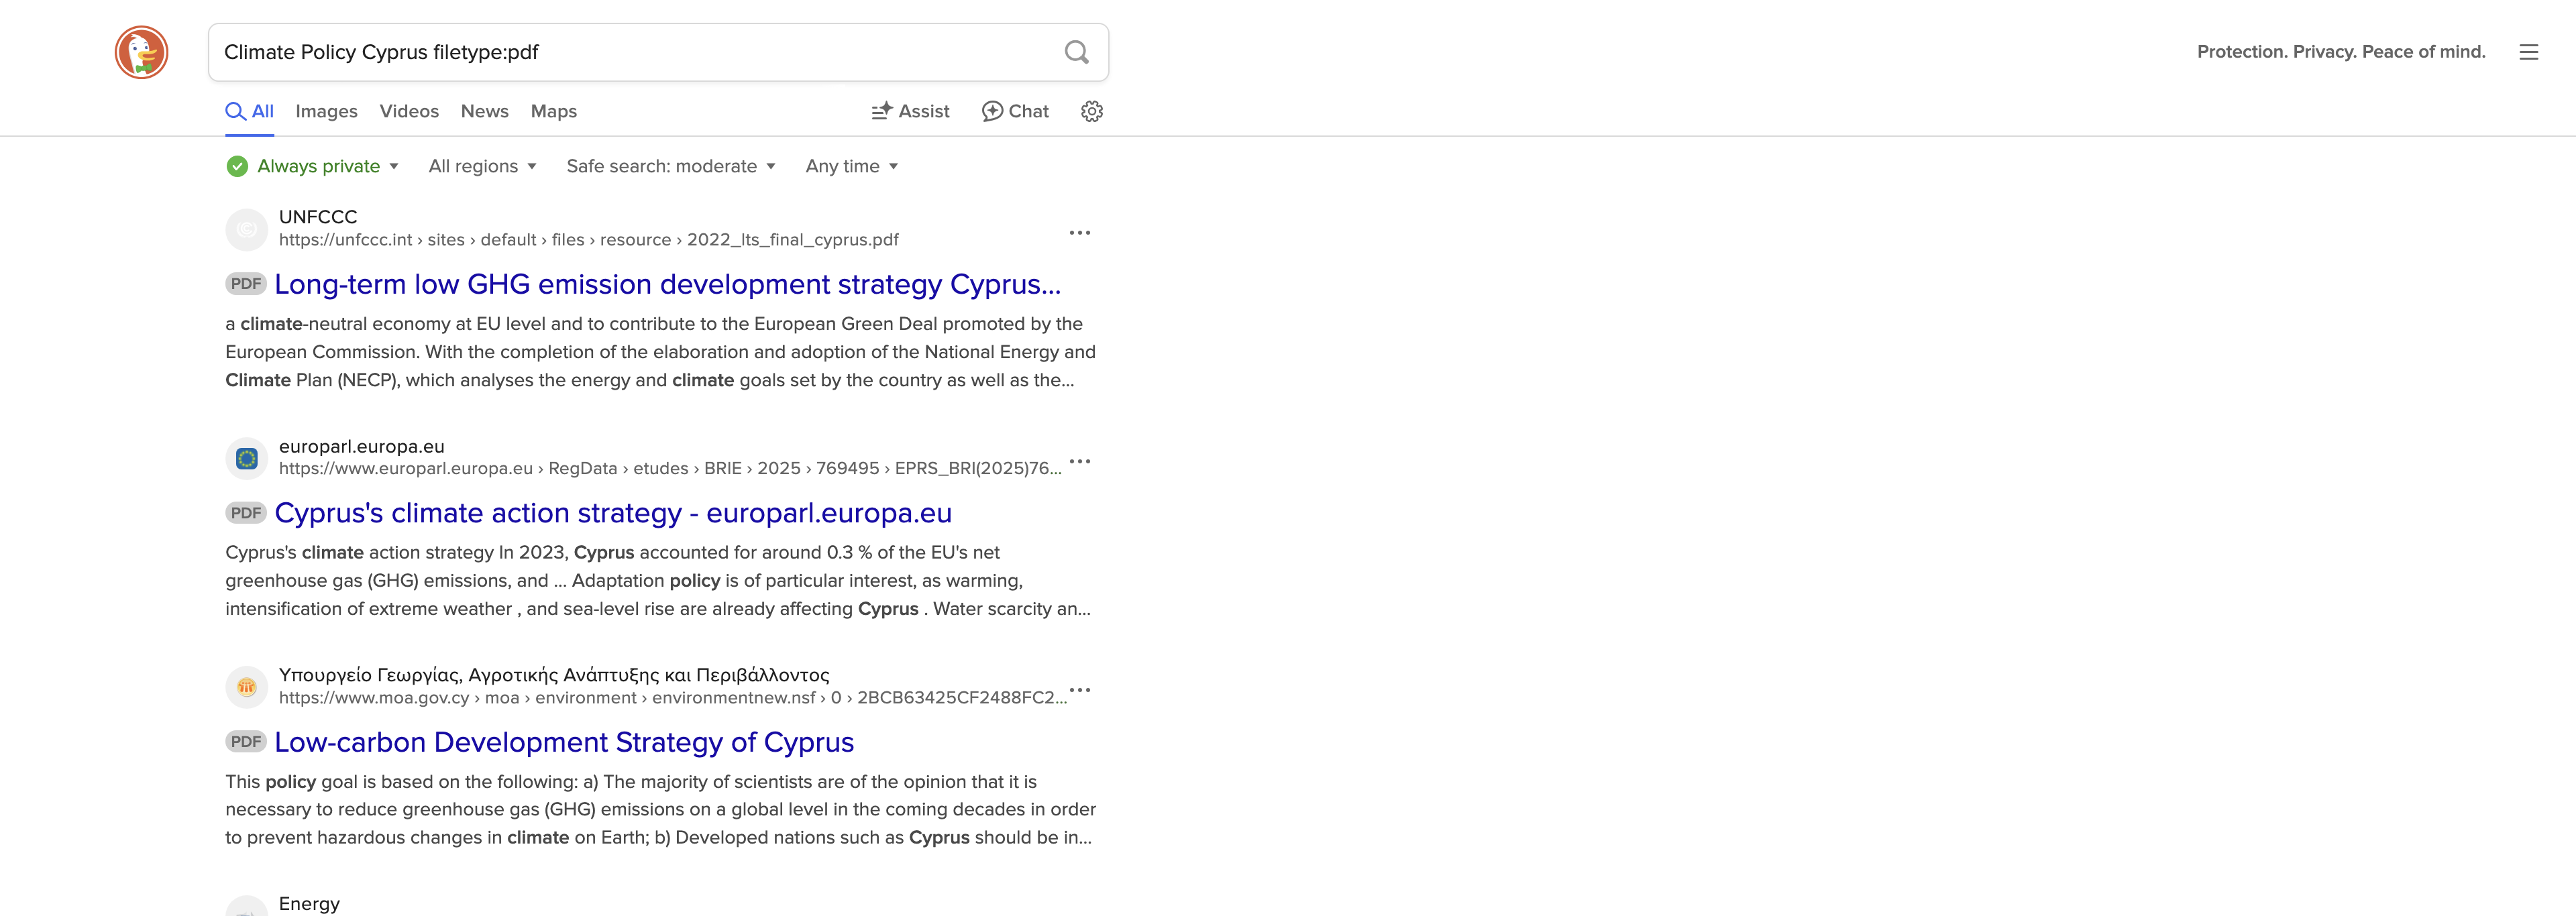 Climate Policy Cyprus filetype:pdf
Protection. Privacy. Peace of mind.
All Images Videos News Maps Assist Chat
Always private All regions Safe search: moderate Any time
UNFCCC
https://unfccc.int › sites › default › files › resource › 2022_lts_final_cyprus.pdf
PDF Long-term low GHG emission development strategy Cyprus...
a climate-neutral economy at EU level and to contribute to the European Green Deal promoted by the
European Commission. With the completion of the elaboration and adoption of the National Energy and
Climate Plan (NECP), which analyses the energy and climate goals set by the country as well as the...
europarl.europa.eu
https://www.europarl.europa.eu › RegData › etudes › BRIE › 2025 › 769495 › EPRS_BRI(2025)76...
PDF Cyprus's climate action strategy - europarl.europa.eu
Cyprus's climate action strategy In 2023, Cyprus accounted for around 0.3 % of the EU's net
greenhouse gas (GHG) emissions, and ... Adaptation policy is of particular interest, as warming,
intensification of extreme weather , and sea-level rise are already affecting Cyprus . Water scarcity an...
Υπουργείο Γεωργίας, Αγροτικής Ανάπτυξης και Περιβάλλοντος
https://www.moa.gov.cy › moa › environment › environmentnew.nsf › 0 › 2BCB63425CF2488FC2...
PDF Low-carbon Development Strategy of Cyprus
This policy goal is based on the following: a) The majority of scientists are of the opinion that it is
necessary to reduce greenhouse gas (GHG) emissions on a global level in the coming decades in order
to prevent hazardous changes in climate on Earth; b) Developed nations such as Cyprus should be in...
Energy